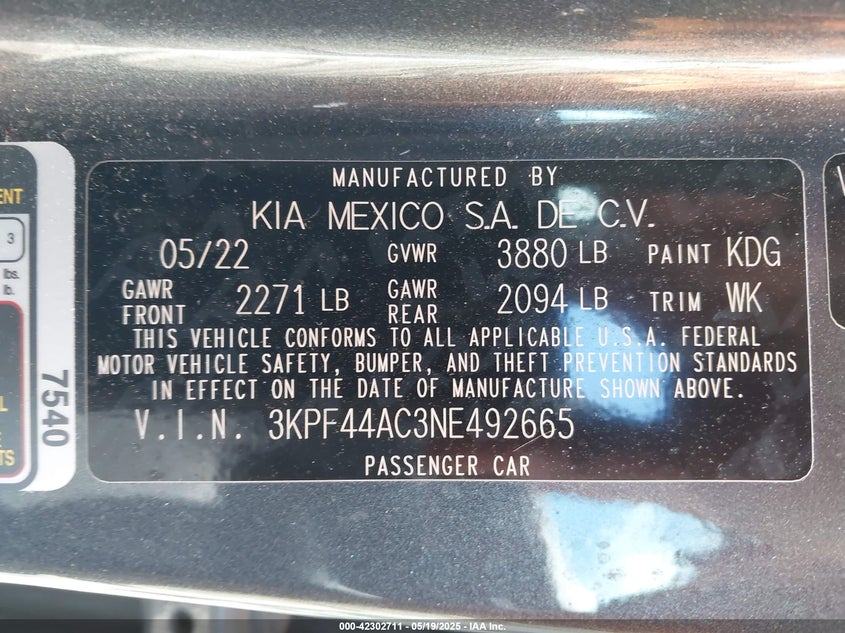 MANUFACTURED BY
KIA MEXICO S.A. DE C.V.
05/22 GVWR 3880 LB PAINT KDG
GAWR FRONT 2271 LB GAWR REAR 2094 LB TRIM WK
THIS VEHICLE CONFORMS TO ALL APPLICABLE U.S.A. FEDERAL
MOTOR VEHICLE SAFETY, BUMPER, AND THEFT PREVENTION STANDARDS
IN EFFECT ON THE DATE OF MANUFACTURE SHOWN ABOVE.
V.I.N. 3KPF44AC3NE492665
PASSENGER CAR
3
lbs.
7540
000-42302711 - 05/19/2025 - IAA Inc.